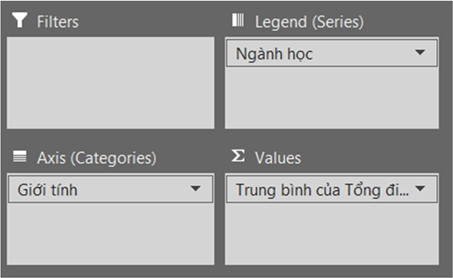 Filters
Legend (Series)
Ngành học
Axis (Categories)
Σ Values
Giới tính
Trung bình của Tổng đi...